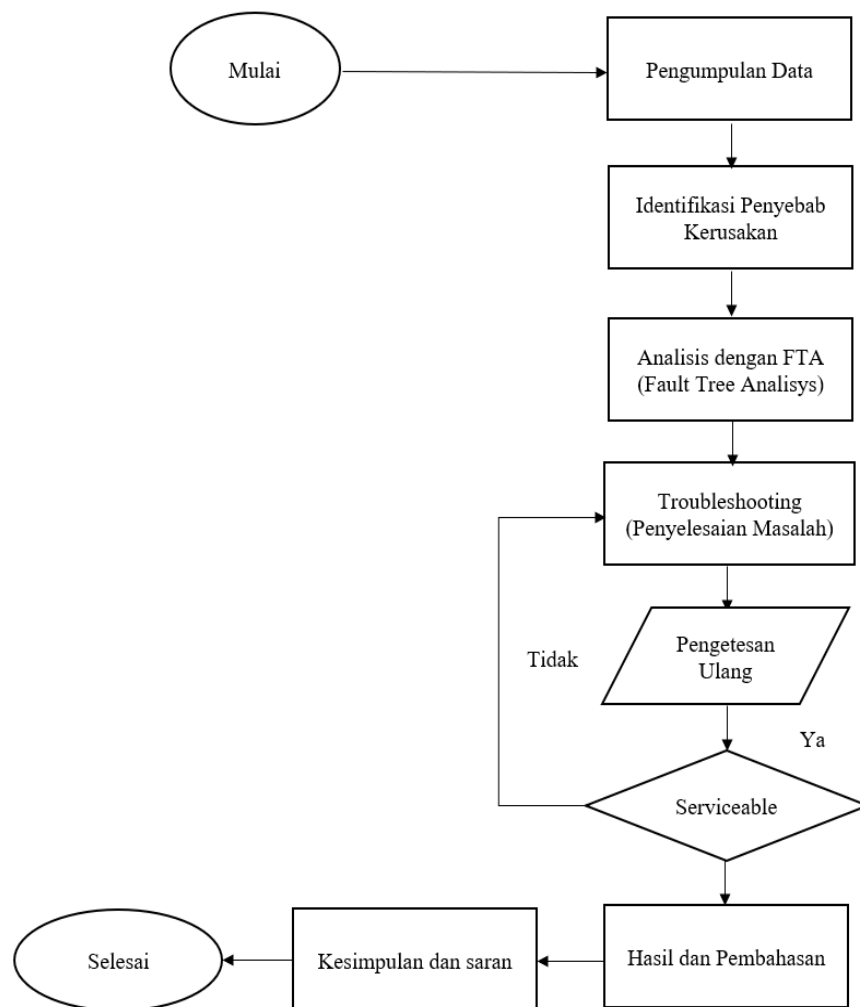 Mulai
Pengumpulan Data
Identifikasi Penyebab
Kerusakan
Analisis dengan FTA
(Fault Tree Analisys)
Troubleshooting
(Penyelesaian Masalah)
Tidak
Pengetesan
Ulang
Ya
Serviceable
Hasil dan Pembahasan
Kesimpulan dan saran
Selesai